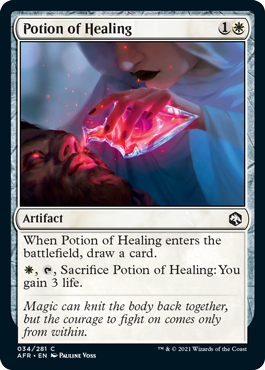 Potion of Healing 1
Artifact
When Potion of Healing enters the
battlefield, draw a card.
, , Sacrifice Potion of Healing: You
gain 3 life.
Magic can knit the body back together,
but the courage to fight on comes only
from within.
034/281 C
AFR • EN Pauline Voss ™ & © 2021 Wizards of the Coast